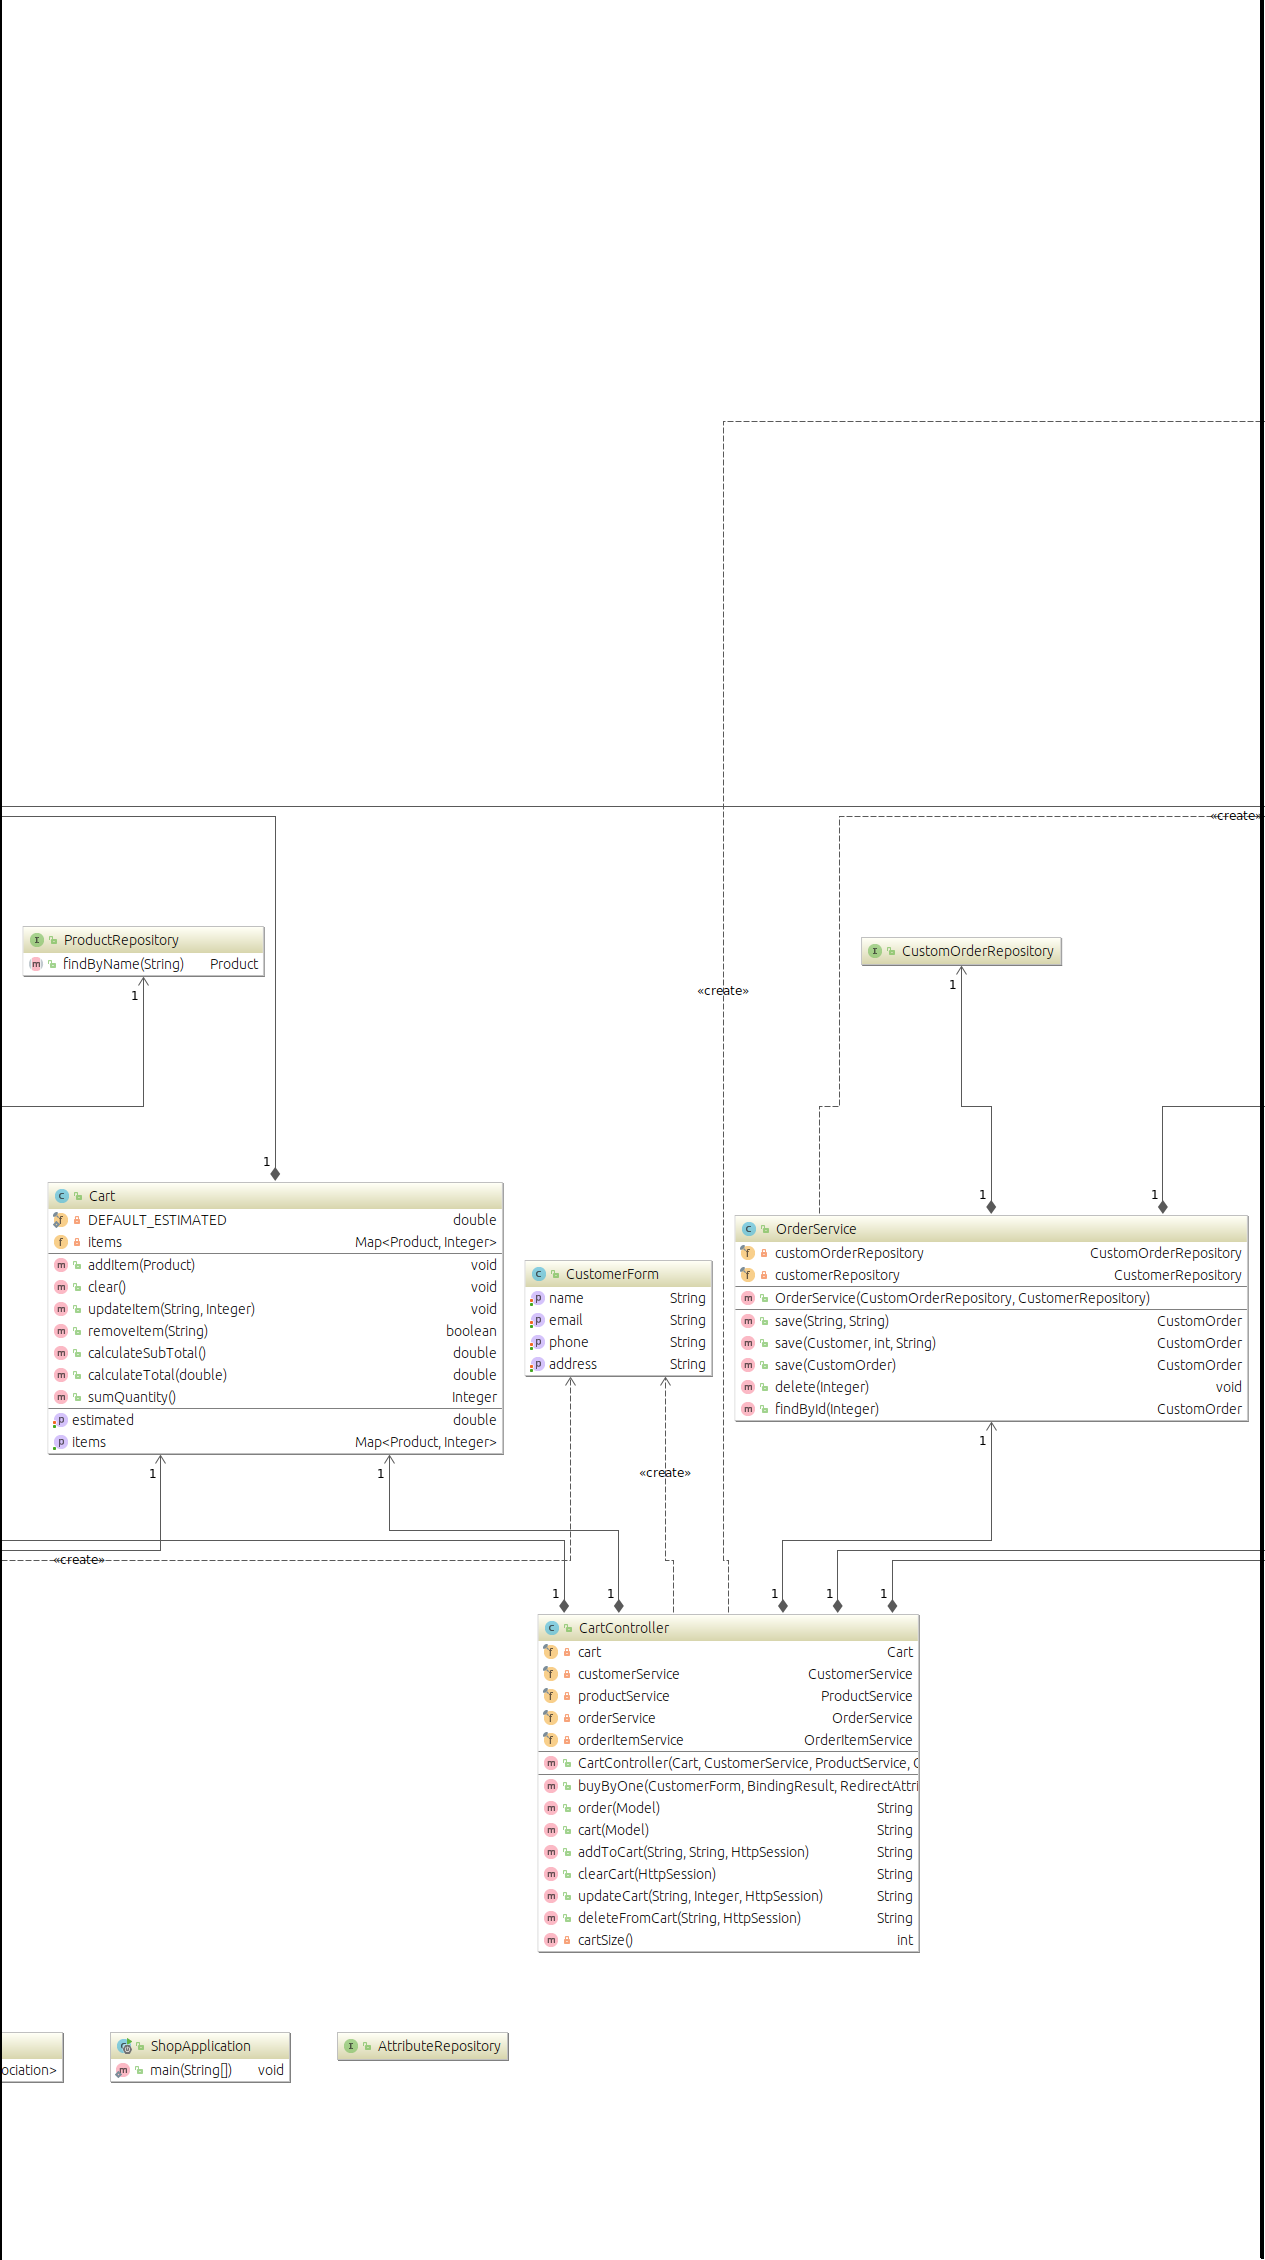 «create»
ProductRepository
findByName(String) Product
1
CustomOrderRepository
1
«create»
1
Cart
DEFAULT_ESTIMATED double
items Map<Product, Integer>
addItem(Product) void
clear() void
updateItem(String, Integer) void
removeItem(String) boolean
calculateSubTotal() double
calculateTotal(double) double
sumQuantity() Integer
estimated double
items Map<Product, Integer>
1
1
CustomerForm
name String
email String
phone String
address String
1
1
OrderService
customOrderRepository CustomOrderRepository
customerRepository CustomerRepository
OrderService(CustomOrderRepository, CustomerRepository)
save(String, String) CustomOrder
save(Customer, int, String) CustomOrder
save(CustomOrder) CustomOrder
delete(Integer) void
findById(Integer) CustomOrder
1
«create»
«create»
1
1
1
1
1
CartController
cart Cart
customerService CustomerService
productService ProductService
orderService OrderService
orderItemService OrderItemService
CartController(Cart, CustomerService, ProductService,
buyByOne(CustomerForm, BindingResult, RedirectAttri
order(Model) String
cart(Model) String
addToCart(String, String, HttpSession) String
clearCart(HttpSession) String
updateCart(String, Integer, HttpSession) String
deleteFromCart(String, HttpSession) String
cartSize() int
ociation>
ShopApplication
main(String[]) void
AttributeRepository